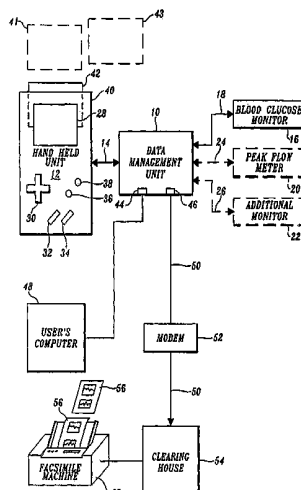 41
43
42
40
28
HAND HELD
UNIT
12
38
36
30
32
34
14
10
DATA
MANAGEMENT
UNIT
44
46
18
BLOOD GLUCOSE
MONITOR
16
24
PEAK FLOW
METER
20
26
ADDITIONAL
MONITOR
22
48
USER'S
COMPUTER
50
MODEM
52
50
56
56
FACSIMILE
MACHINE
CLEARING
HOUSE
54